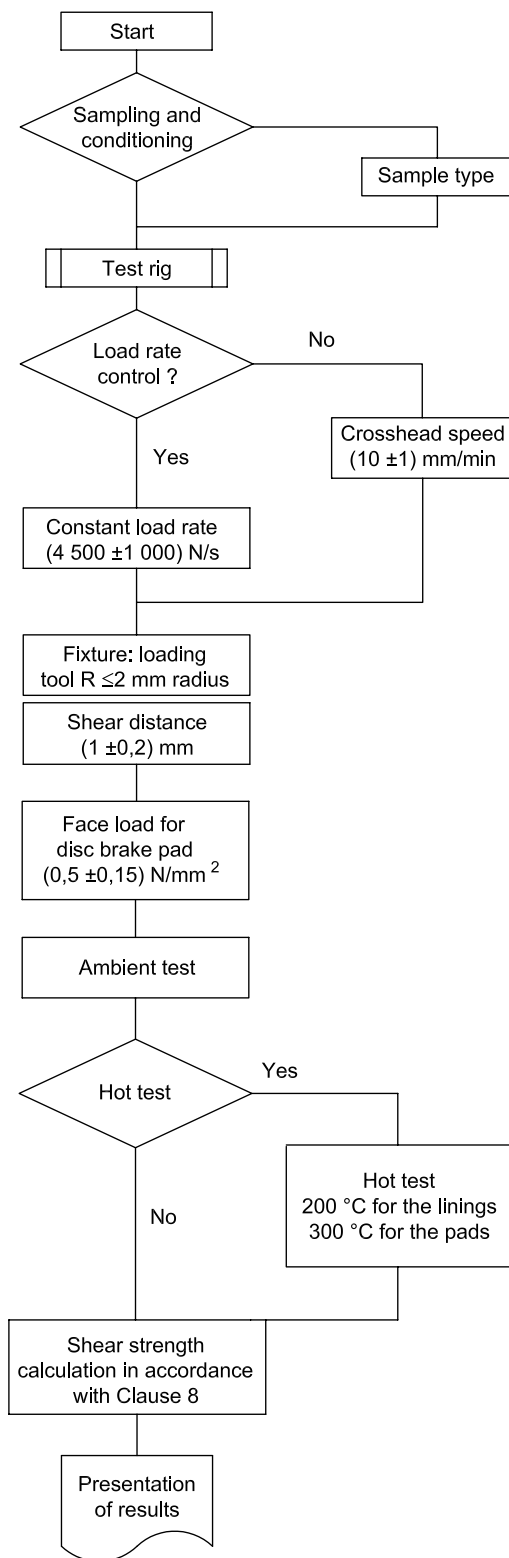 Start
Sampling and
conditioning
Sample type
Test rig
Load rate
control ?
No
Yes
Crosshead speed
(10 ±1) mm/min
Constant load rate
(4 500 ±1 000) N/s
Fixture: loading
tool R ≤2 mm radius
Shear distance
(1 ±0,2) mm
Face load for
disc brake pad
(0,5 ±0,15) N/mm 2
Ambient test
Hot test
Yes
No
Hot test
200 °C for the linings
300 °C for the pads
Shear strength
calculation in accordance
with Clause 8
Presentation
of results